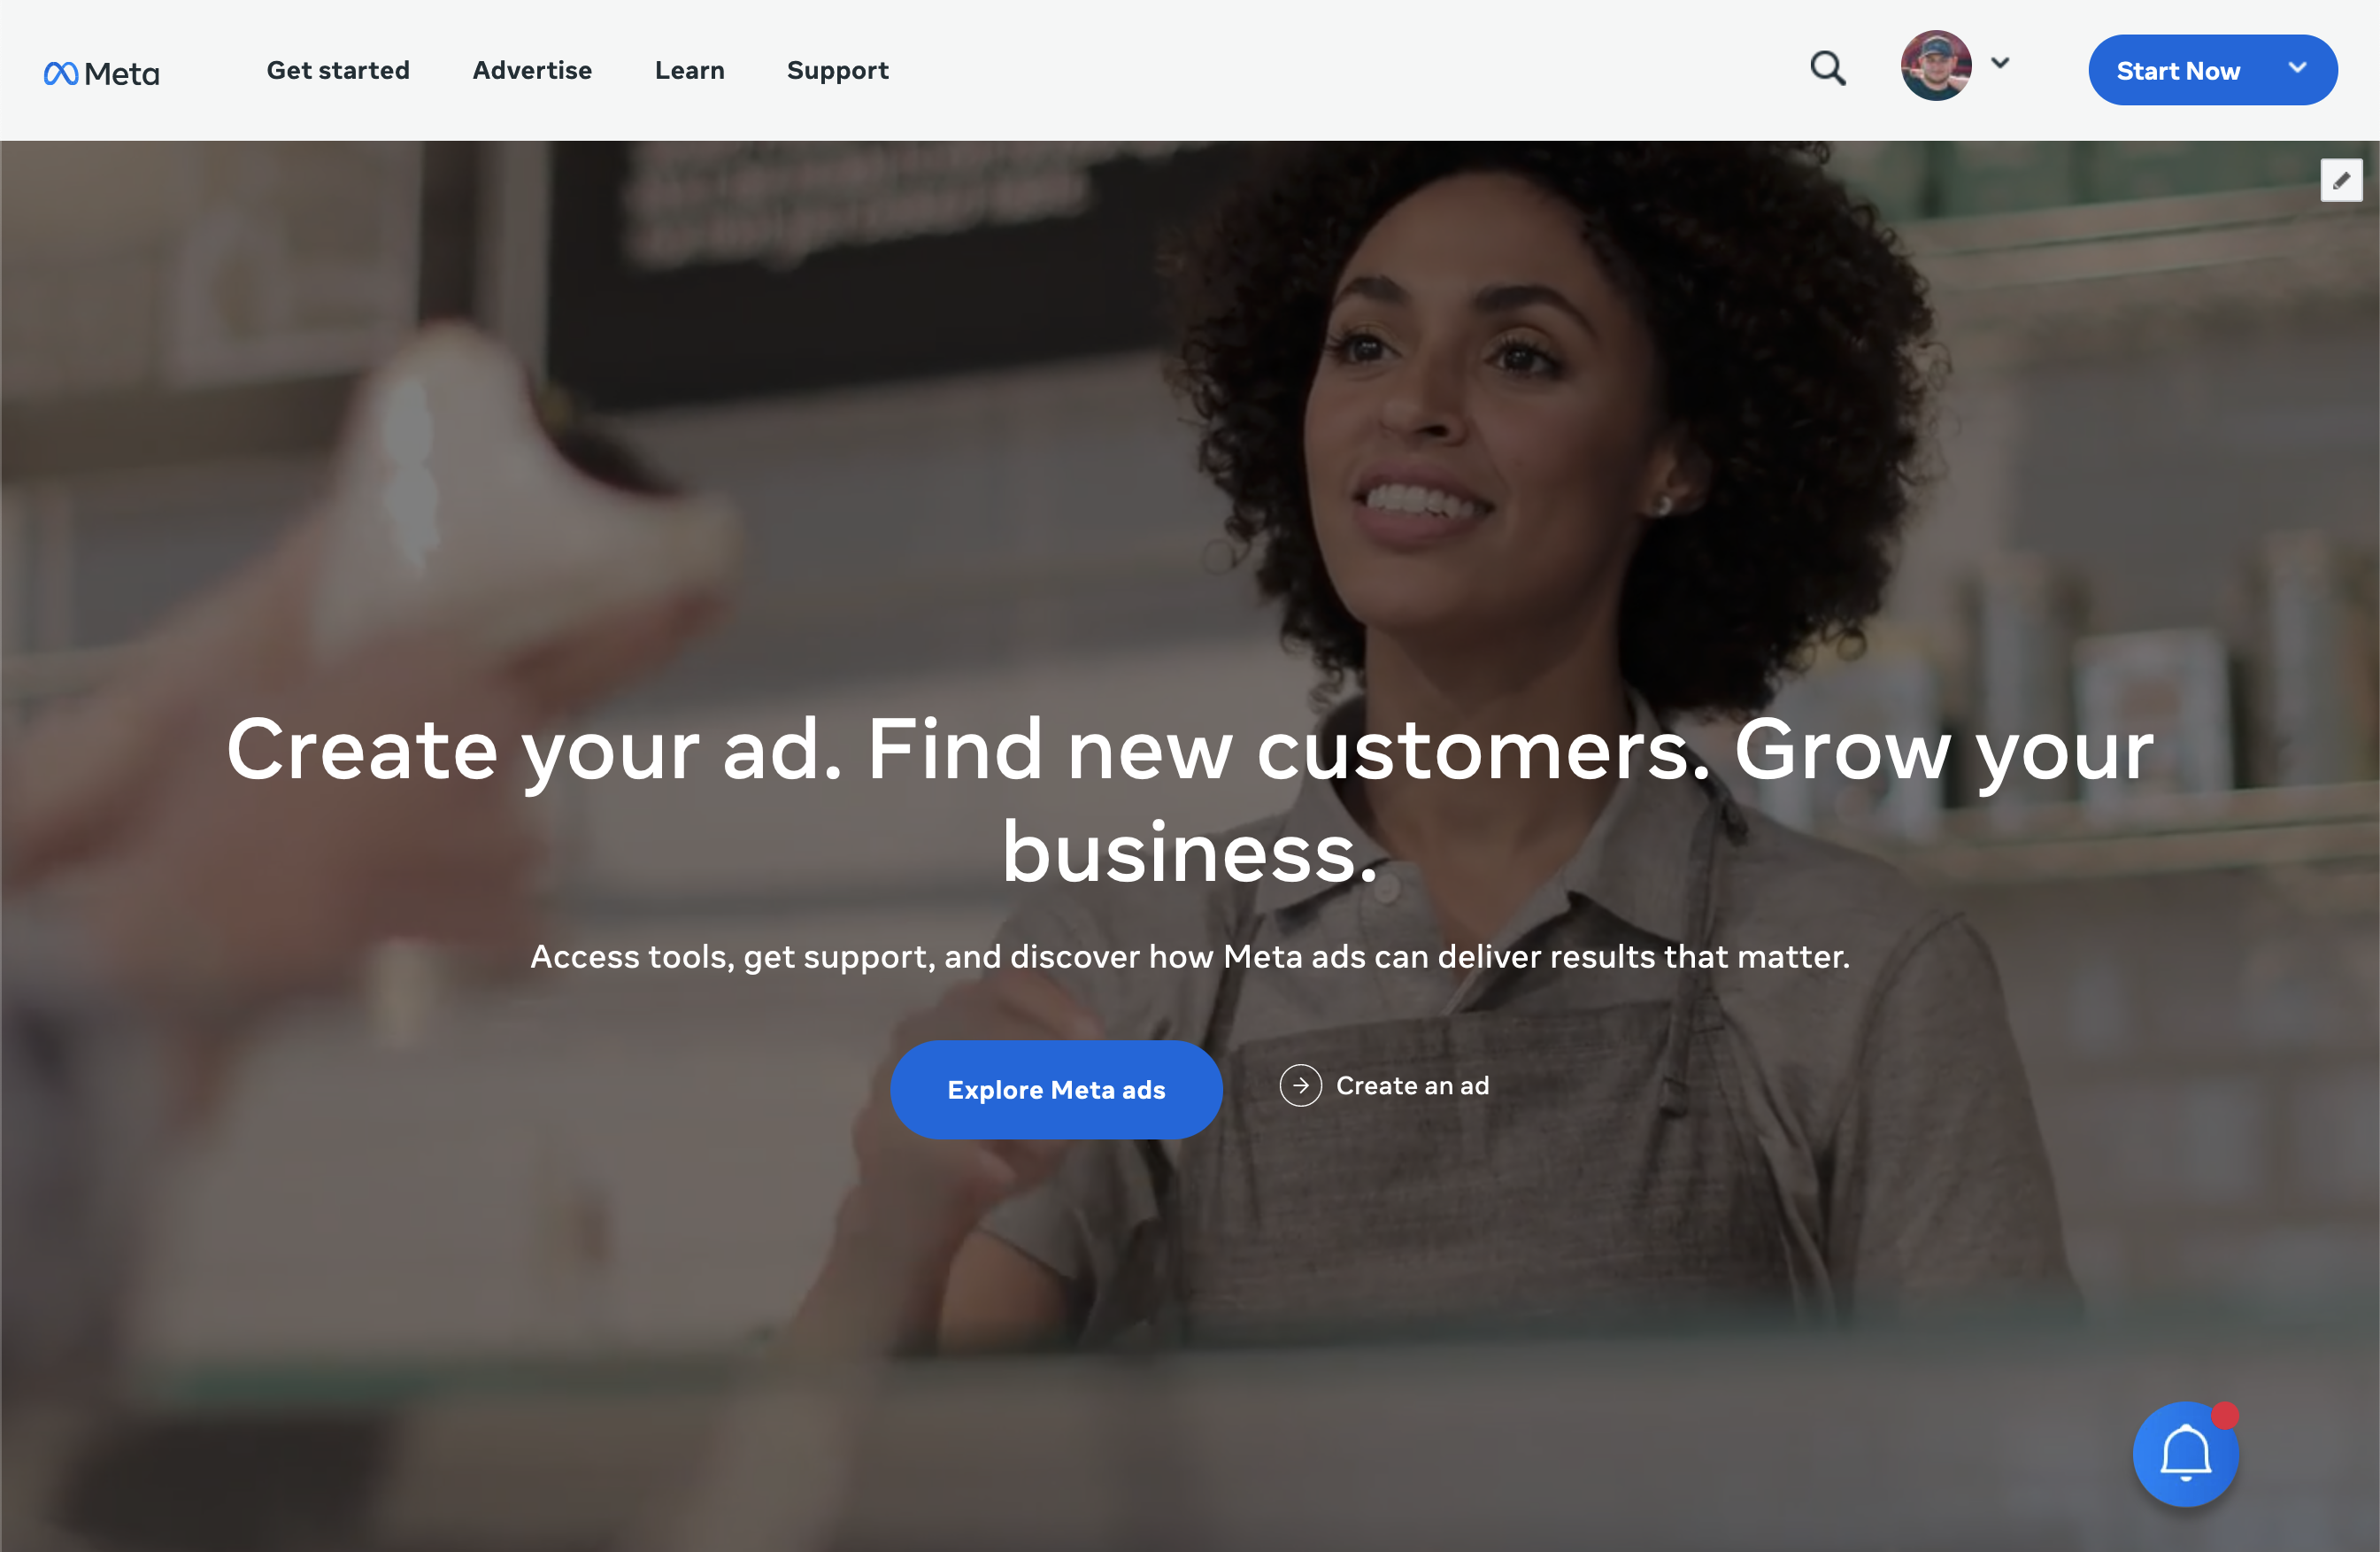 Meta
Get started
Advertise
Learn
Support
Start Now
Create your ad. Find new customers. Grow your
business.
Access tools, get support, and discover how Meta ads can deliver results that matter.
Explore Meta ads
Create an ad